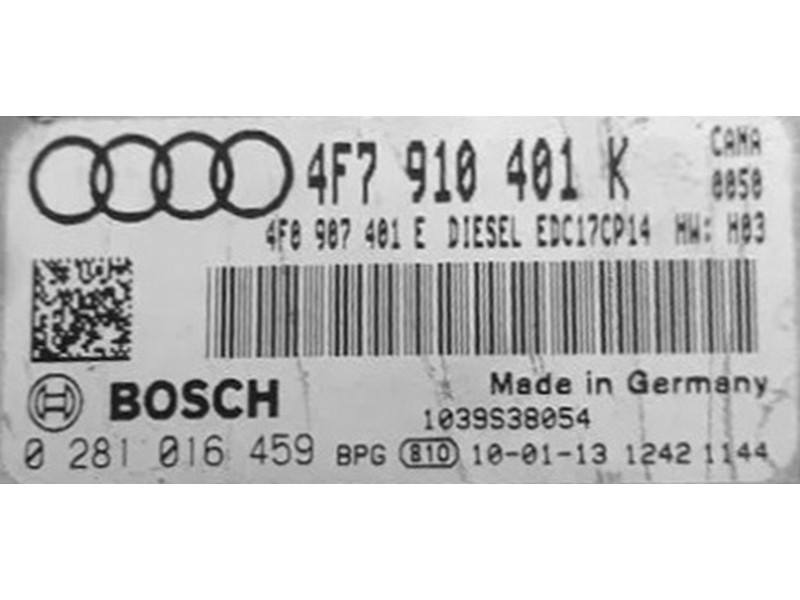 4F7 910 401 K CAMA
0050
4F0 907 401 E DIESEL EDC17CP14 HW: H03
BOSCH
Made in Germany
1039S38054
0 281 016 459 BPG 810 10-01-13 1242 1144